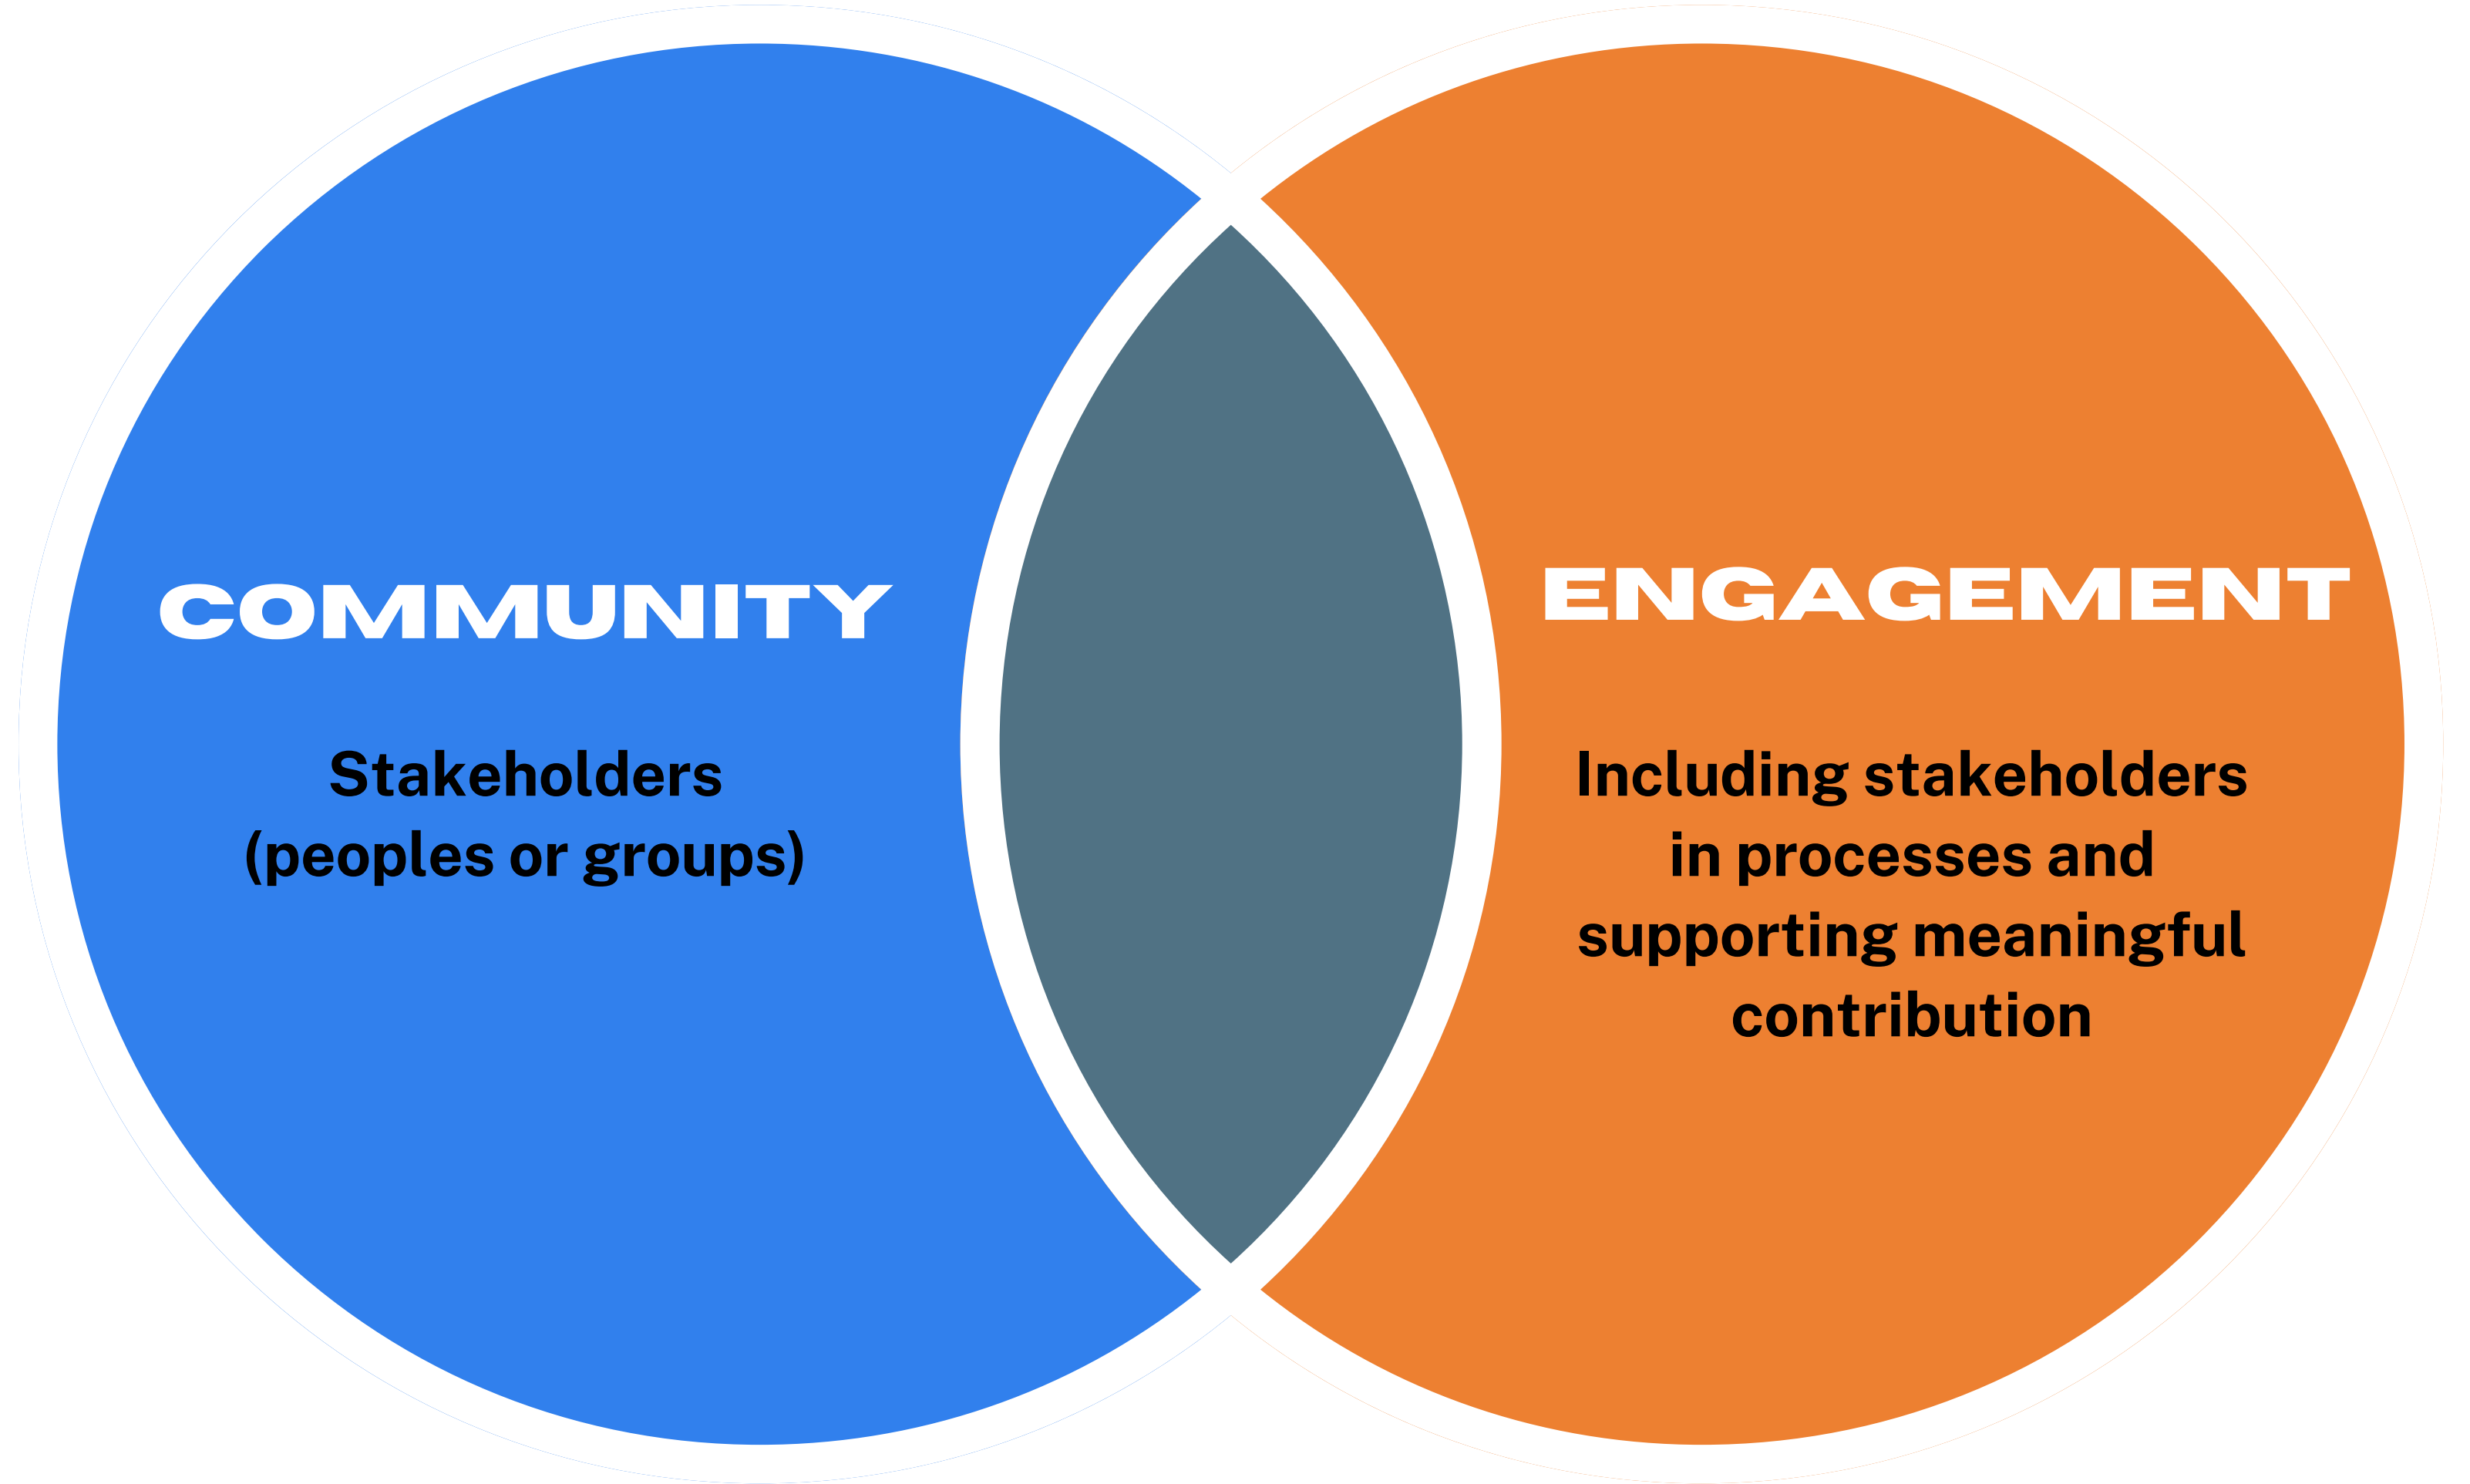 COMMUNITY
Stakeholders
(peoples or groups)
ENGAGEMENT
Including stakeholders
in processes and
supporting meaningful
contribution